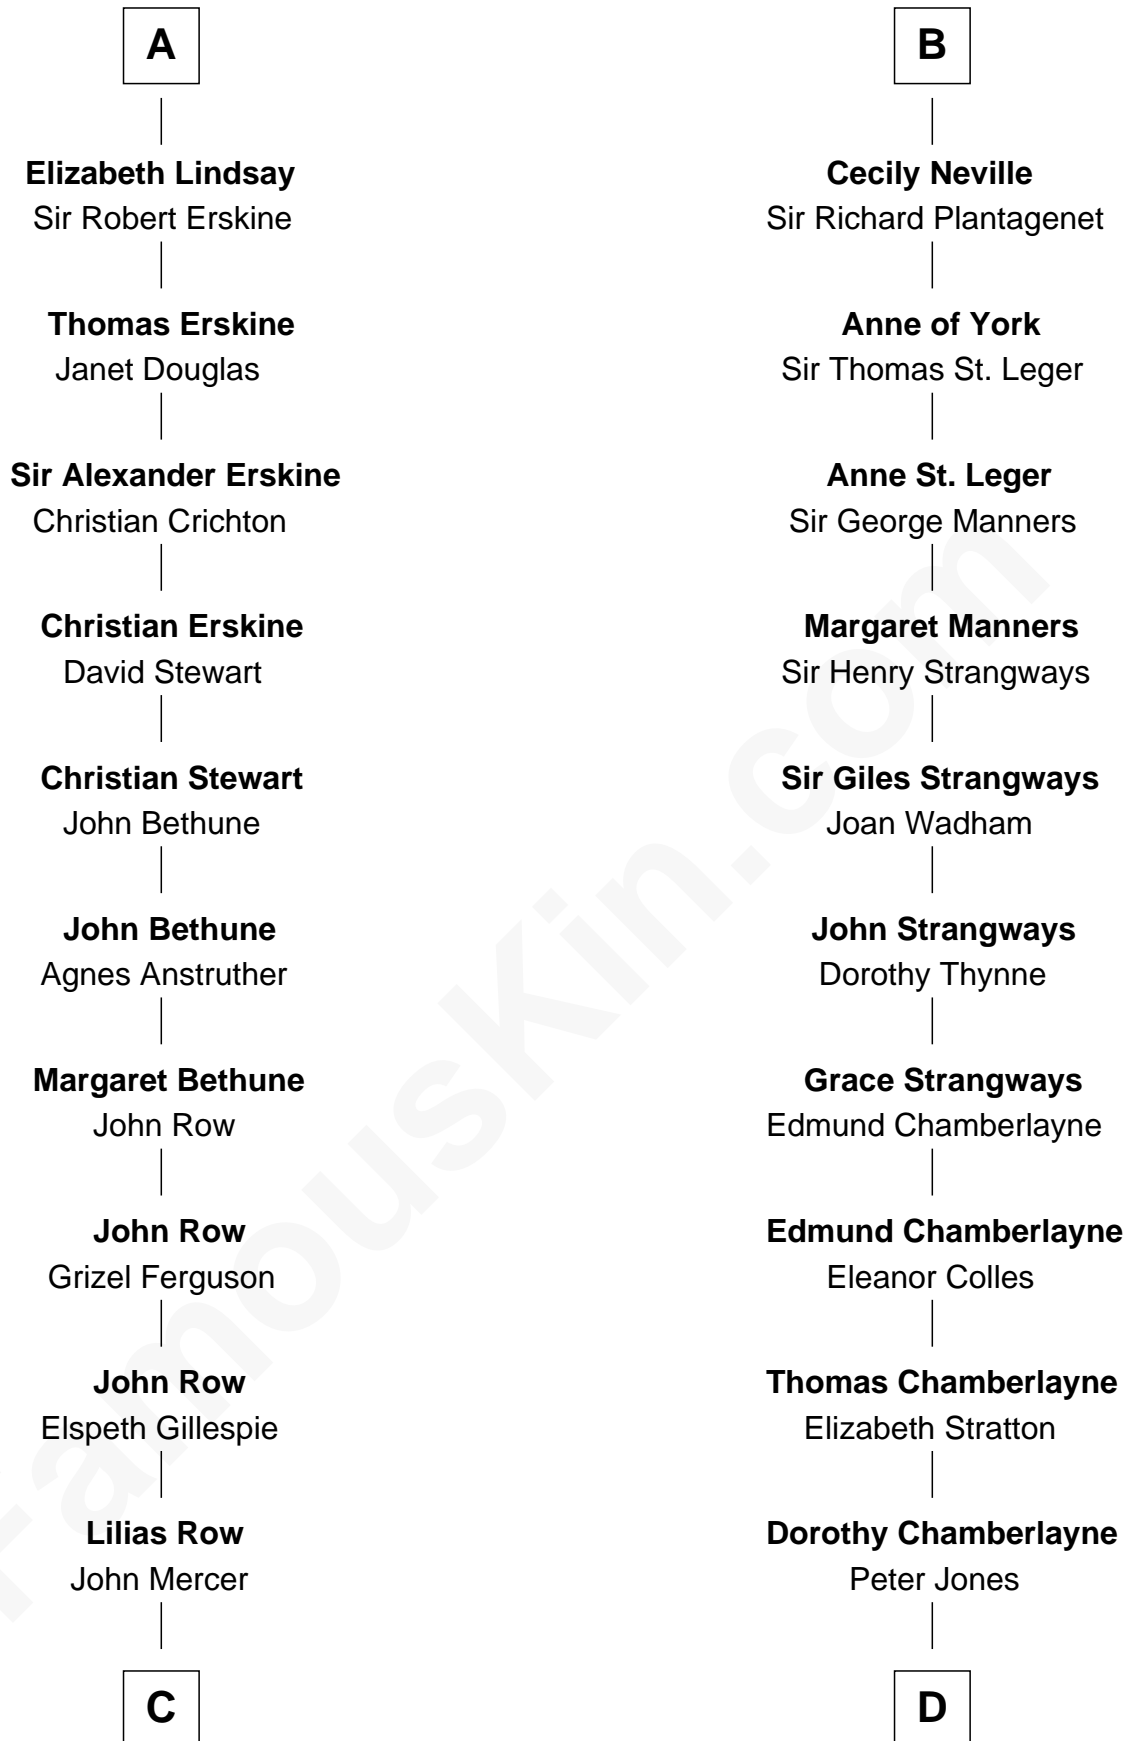 A
Elizabeth Lindsay
Sir Robert Erskine
Thomas Erskine
Janet Douglas
Sir Alexander Erskine
Christian Crichton
Christian Erskine
David Stewart
Christian Stewart
John Bethune
John Bethune
Agnes Anstruther
Margaret Bethune
John Row
John Row
Grizel Ferguson
John Row
Elspeth Gillespie
Lilias Row
John Mercer
C
B
Cecily Neville
Sir Richard Plantagenet
Anne of York
Sir Thomas St. Leger
Anne St. Leger
Sir George Manners
Margaret Manners
Sir Henry Strangways
Sir Giles Strangways
Joan Wadham
John Strangways
Dorothy Thynne
Grace Strangways
Edmund Chamberlayne
Edmund Chamberlayne
Eleanor Colles
Thomas Chamberlayne
Elizabeth Stratton
Dorothy Chamberlayne
Peter Jones
D
FamousKin.com